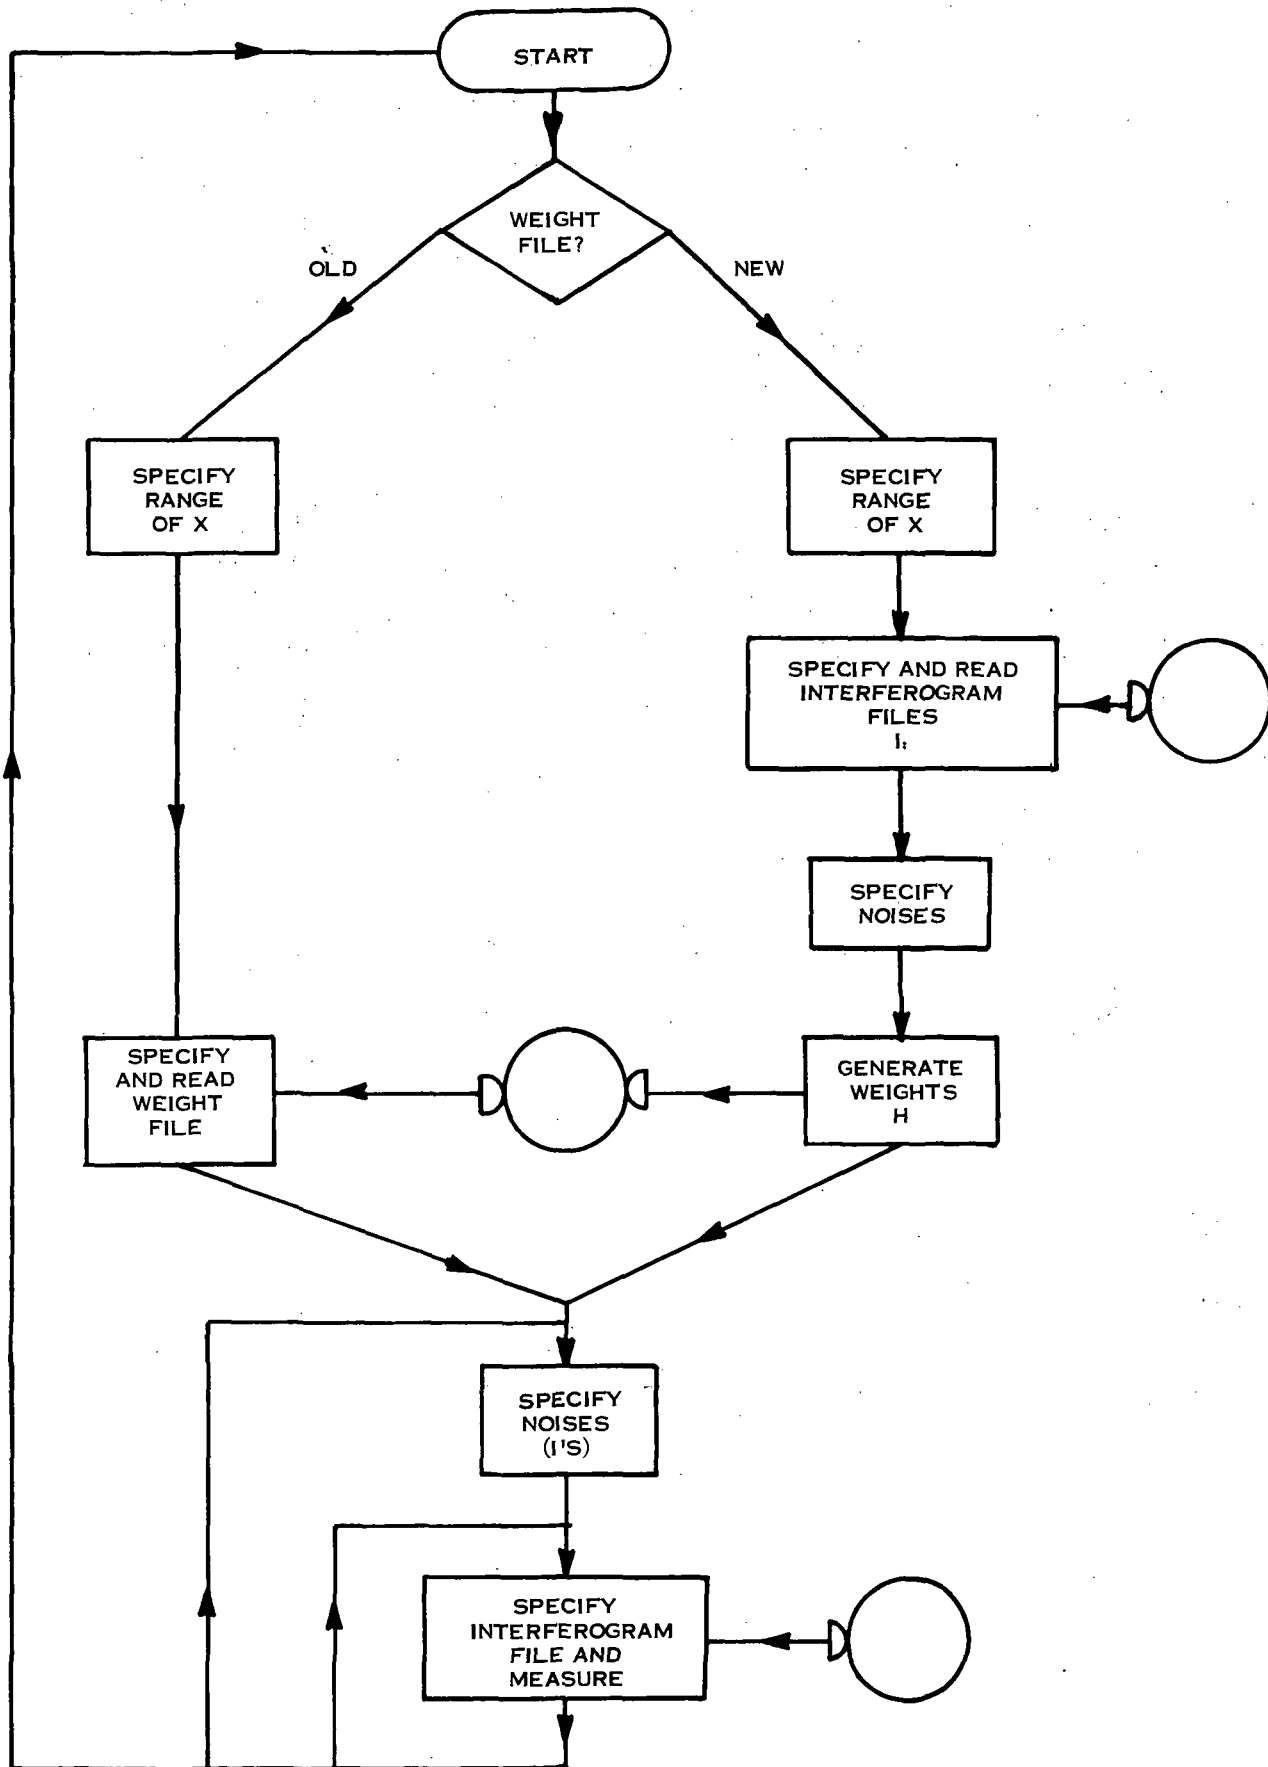 START
WEIGHT
FILE?
OLD
NEW
SPECIFY
RANGE
OF X
SPECIFY
RANGE
OF X
SPECIFY AND READ
INTERFEROGRAM
FILES
SPECIFY
NOISES
SPECIFY
AND READ
WEIGHT
FILE
GENERATE
WEIGHTS
H
SPECIFY
NOISES
(I'S)
SPECIFY
INTERFEROGRAM
FILE AND
MEASURE